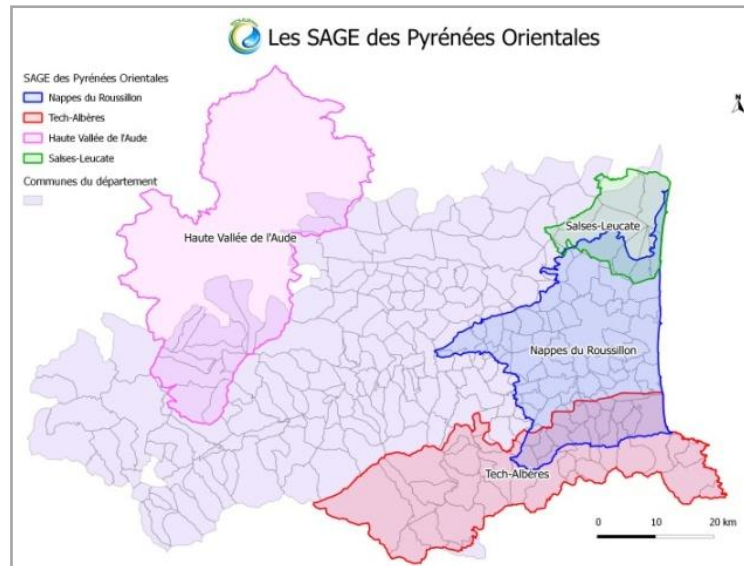 Les SAGE des Pyrénées Orientales
SAGE des Pyrénées Orientales
Nappes du Roussillon
Tech-Albères
Haute Vallée de l'Aude
Salses-Leucate
Communes du département
N
Salses-Leucate
Haute Vallée de l'Aude
Nappes du Roussillon
Tech-Albères
0 10 20 km